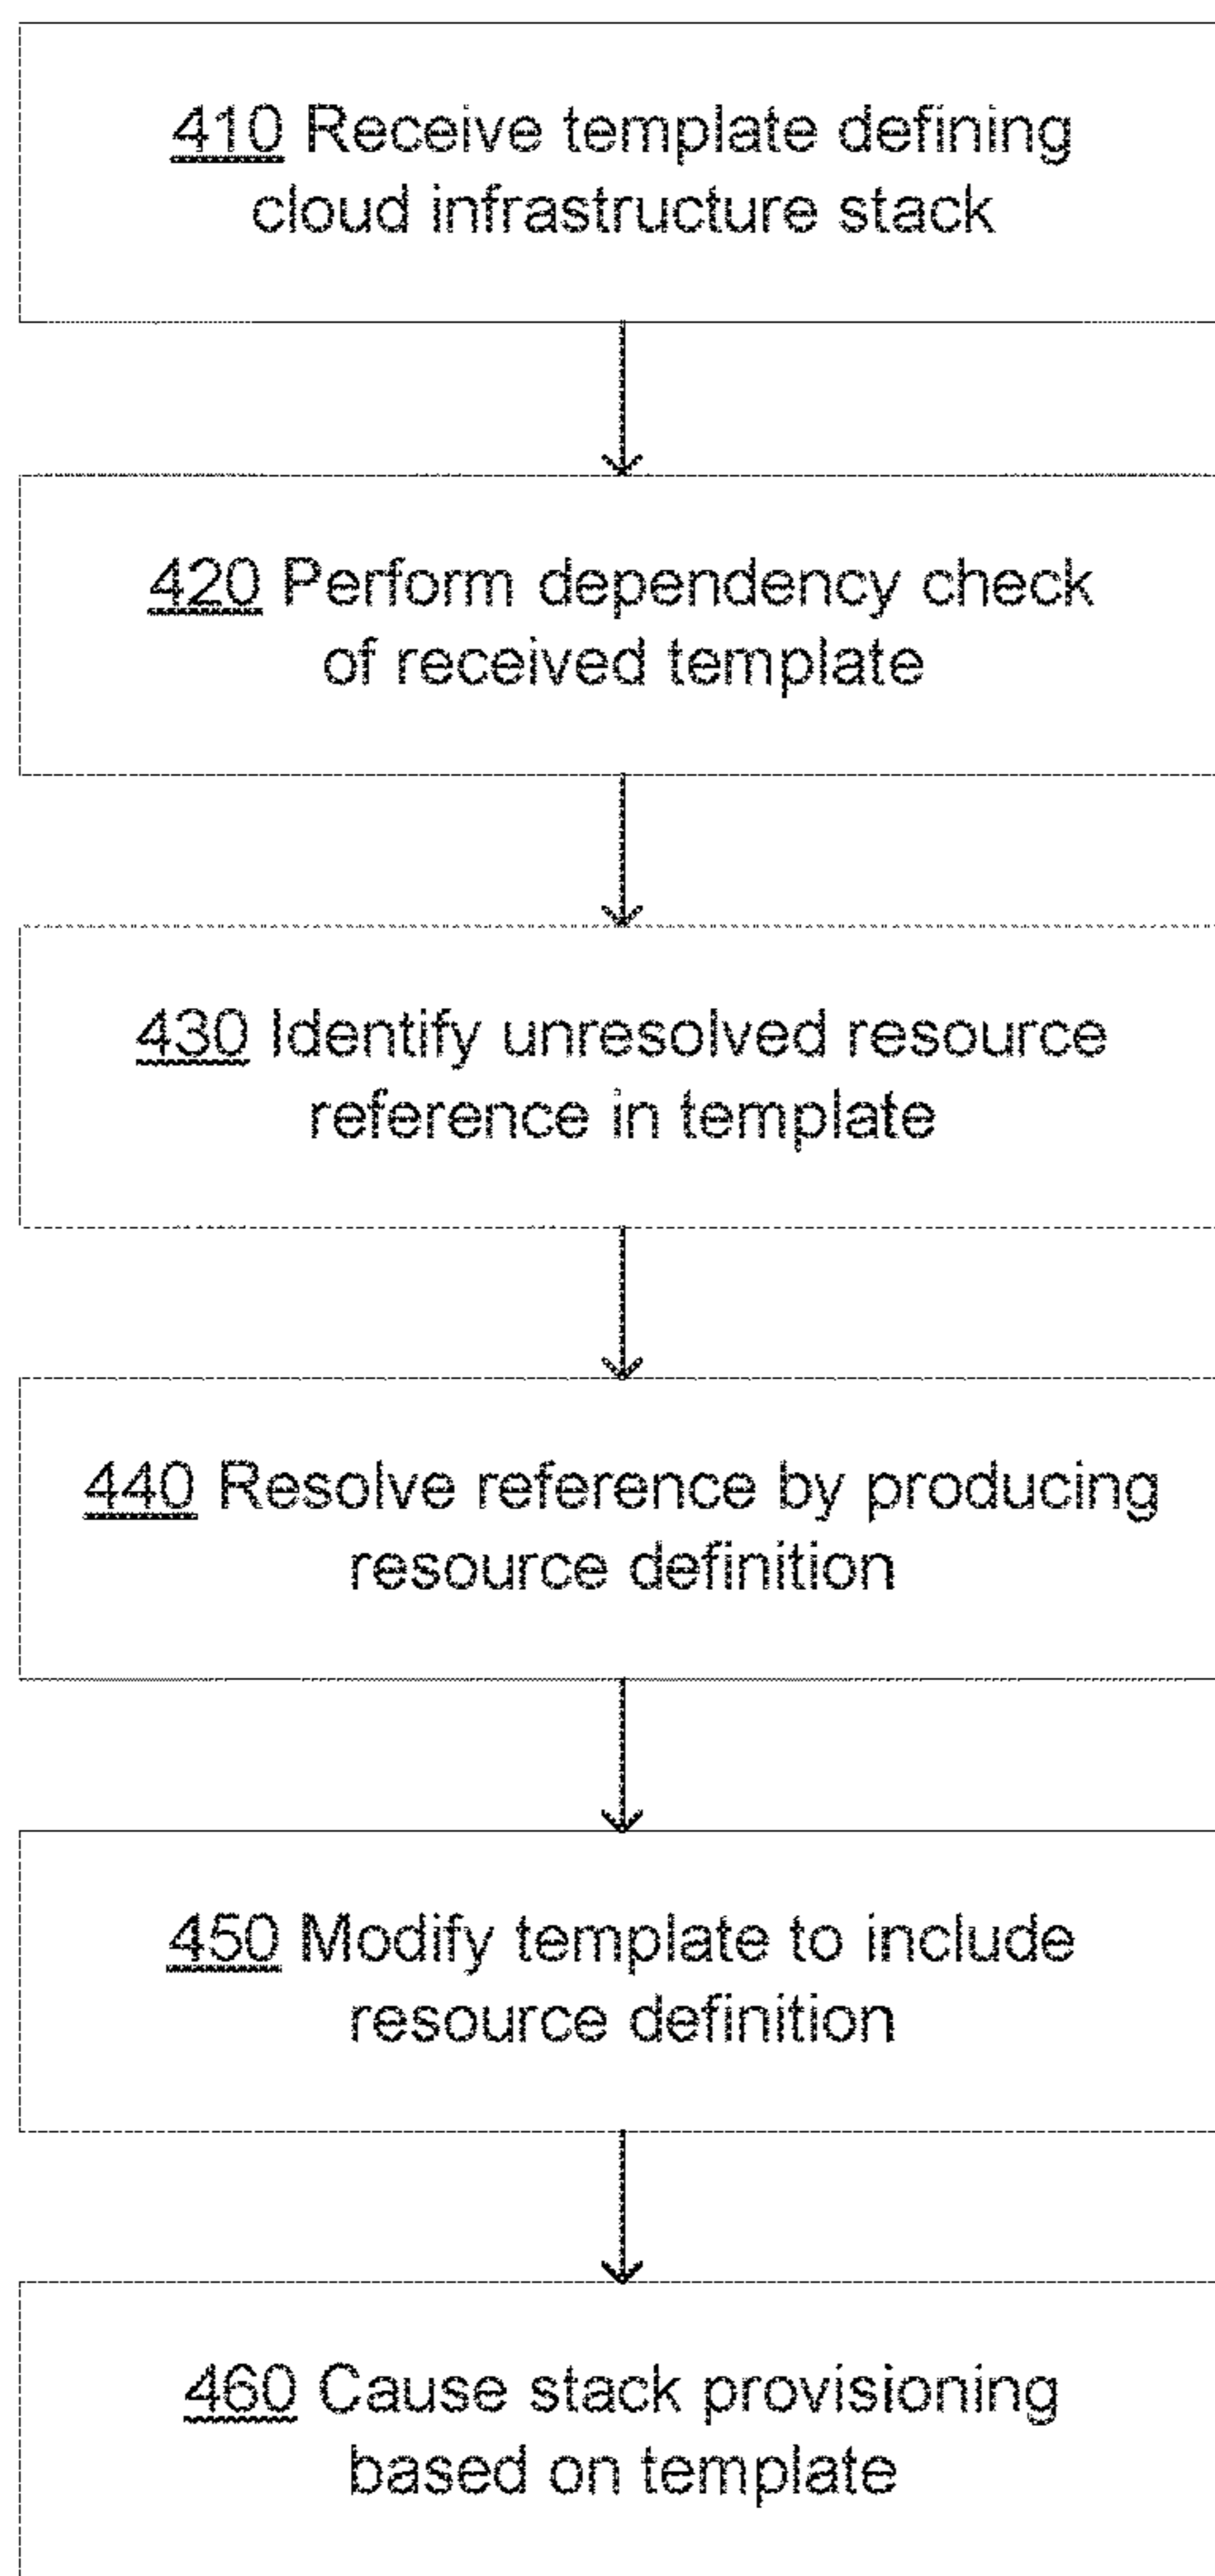 410 Receive template defining
cloud infrastructure stack
420 Perform dependency check
of received template
430 Identify unresolved resource
reference in template
440 Resolve reference by producing
resource definition
450 Modify template to include
resource definition
460 Cause stack provisioning
based on template